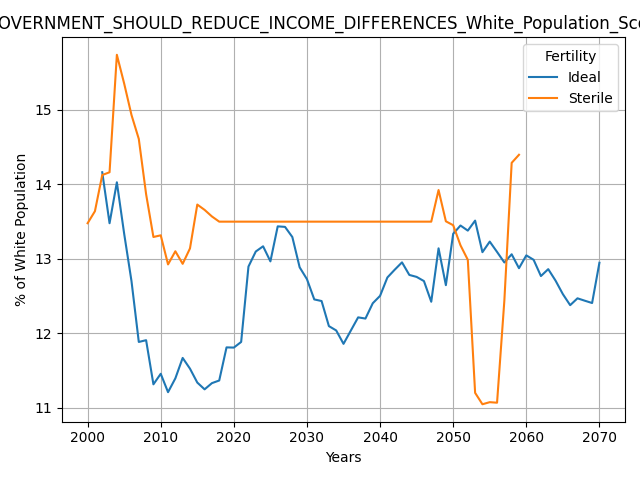 OVERNMENT_SHOULD_REDUCE_INCOME_DIFFERENCES_White_Population_Sco
Fertility
Ideal
Sterile
% of White Population
15
14
13
12
11
2000 2010 2020 2030 2040 2050 2060 2070
Years